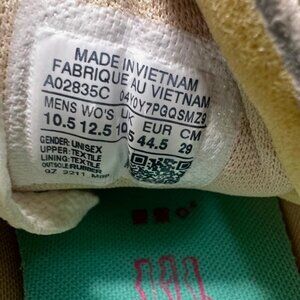 MADE IN VIETNAM
FABRIQUE AU VIETNAM
A02835C 04Y0Y7PGQSMZ8
MENS WO'S UK EUR CM
10.5 12.5 44.5 29
GENDER: UNISEX
UPPER: TEXTILE
LINING: TEXTILE
OUTSOLE: RUBBER